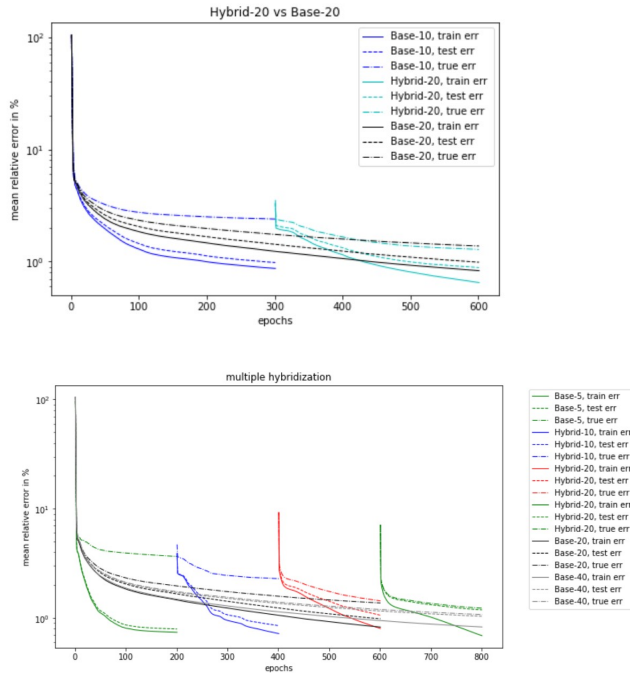 Hybrid-20 vs Base-20
mean relative error in %
10²
10¹
10⁰
0 100 200 300 400 500 600
epochs
Base-10, train err
Base-10, test err
Base-10, true err
Hybrid-20, train err
Hybrid-20, test err
Hybrid-20, true err
Base-20, train err
Base-20, test err
Base-20, true err
multiple hybridization
mean relative error in %
10²
10¹
10⁰
0 100 200 300 400 500 600 700 800
epochs
Base-5, train err
Base-5, test err
Base-5, true err
Hybrid-10, train err
Hybrid-10, test err
Hybrid-10, true err
Hybrid-20, train err
Hybrid-20, test err
Hybrid-20, true err
Hybrid-20, train err
Hybrid-20, test err
Hybrid-20, true err
Base-20, train err
Base-20, test err
Base-20, true err
Base-40, train err
Base-40, test err
Base-40, true err